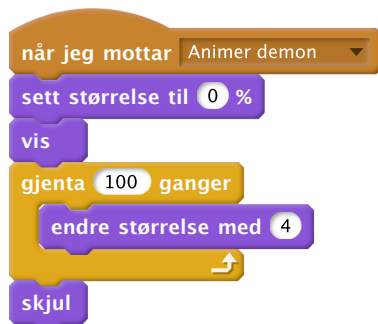 når jeg mottar Animer demon
sett størrelse til 0 %
vis
gjenta 100 ganger
endre størrelse med 4
skjul